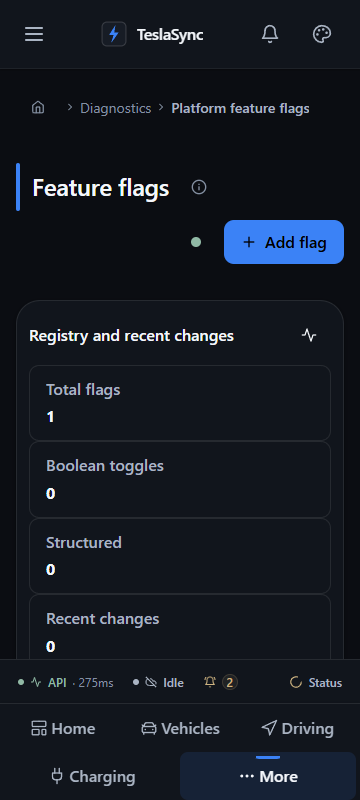 TeslaSync
Diagnostics Platform feature flags
Feature flags
Add flag
Registry and recent changes
Total flags
1
Boolean toggles
0
Structured
0
Recent changes
0
API · 275ms Idle 2 Status
Home Vehicles Driving
Charging More